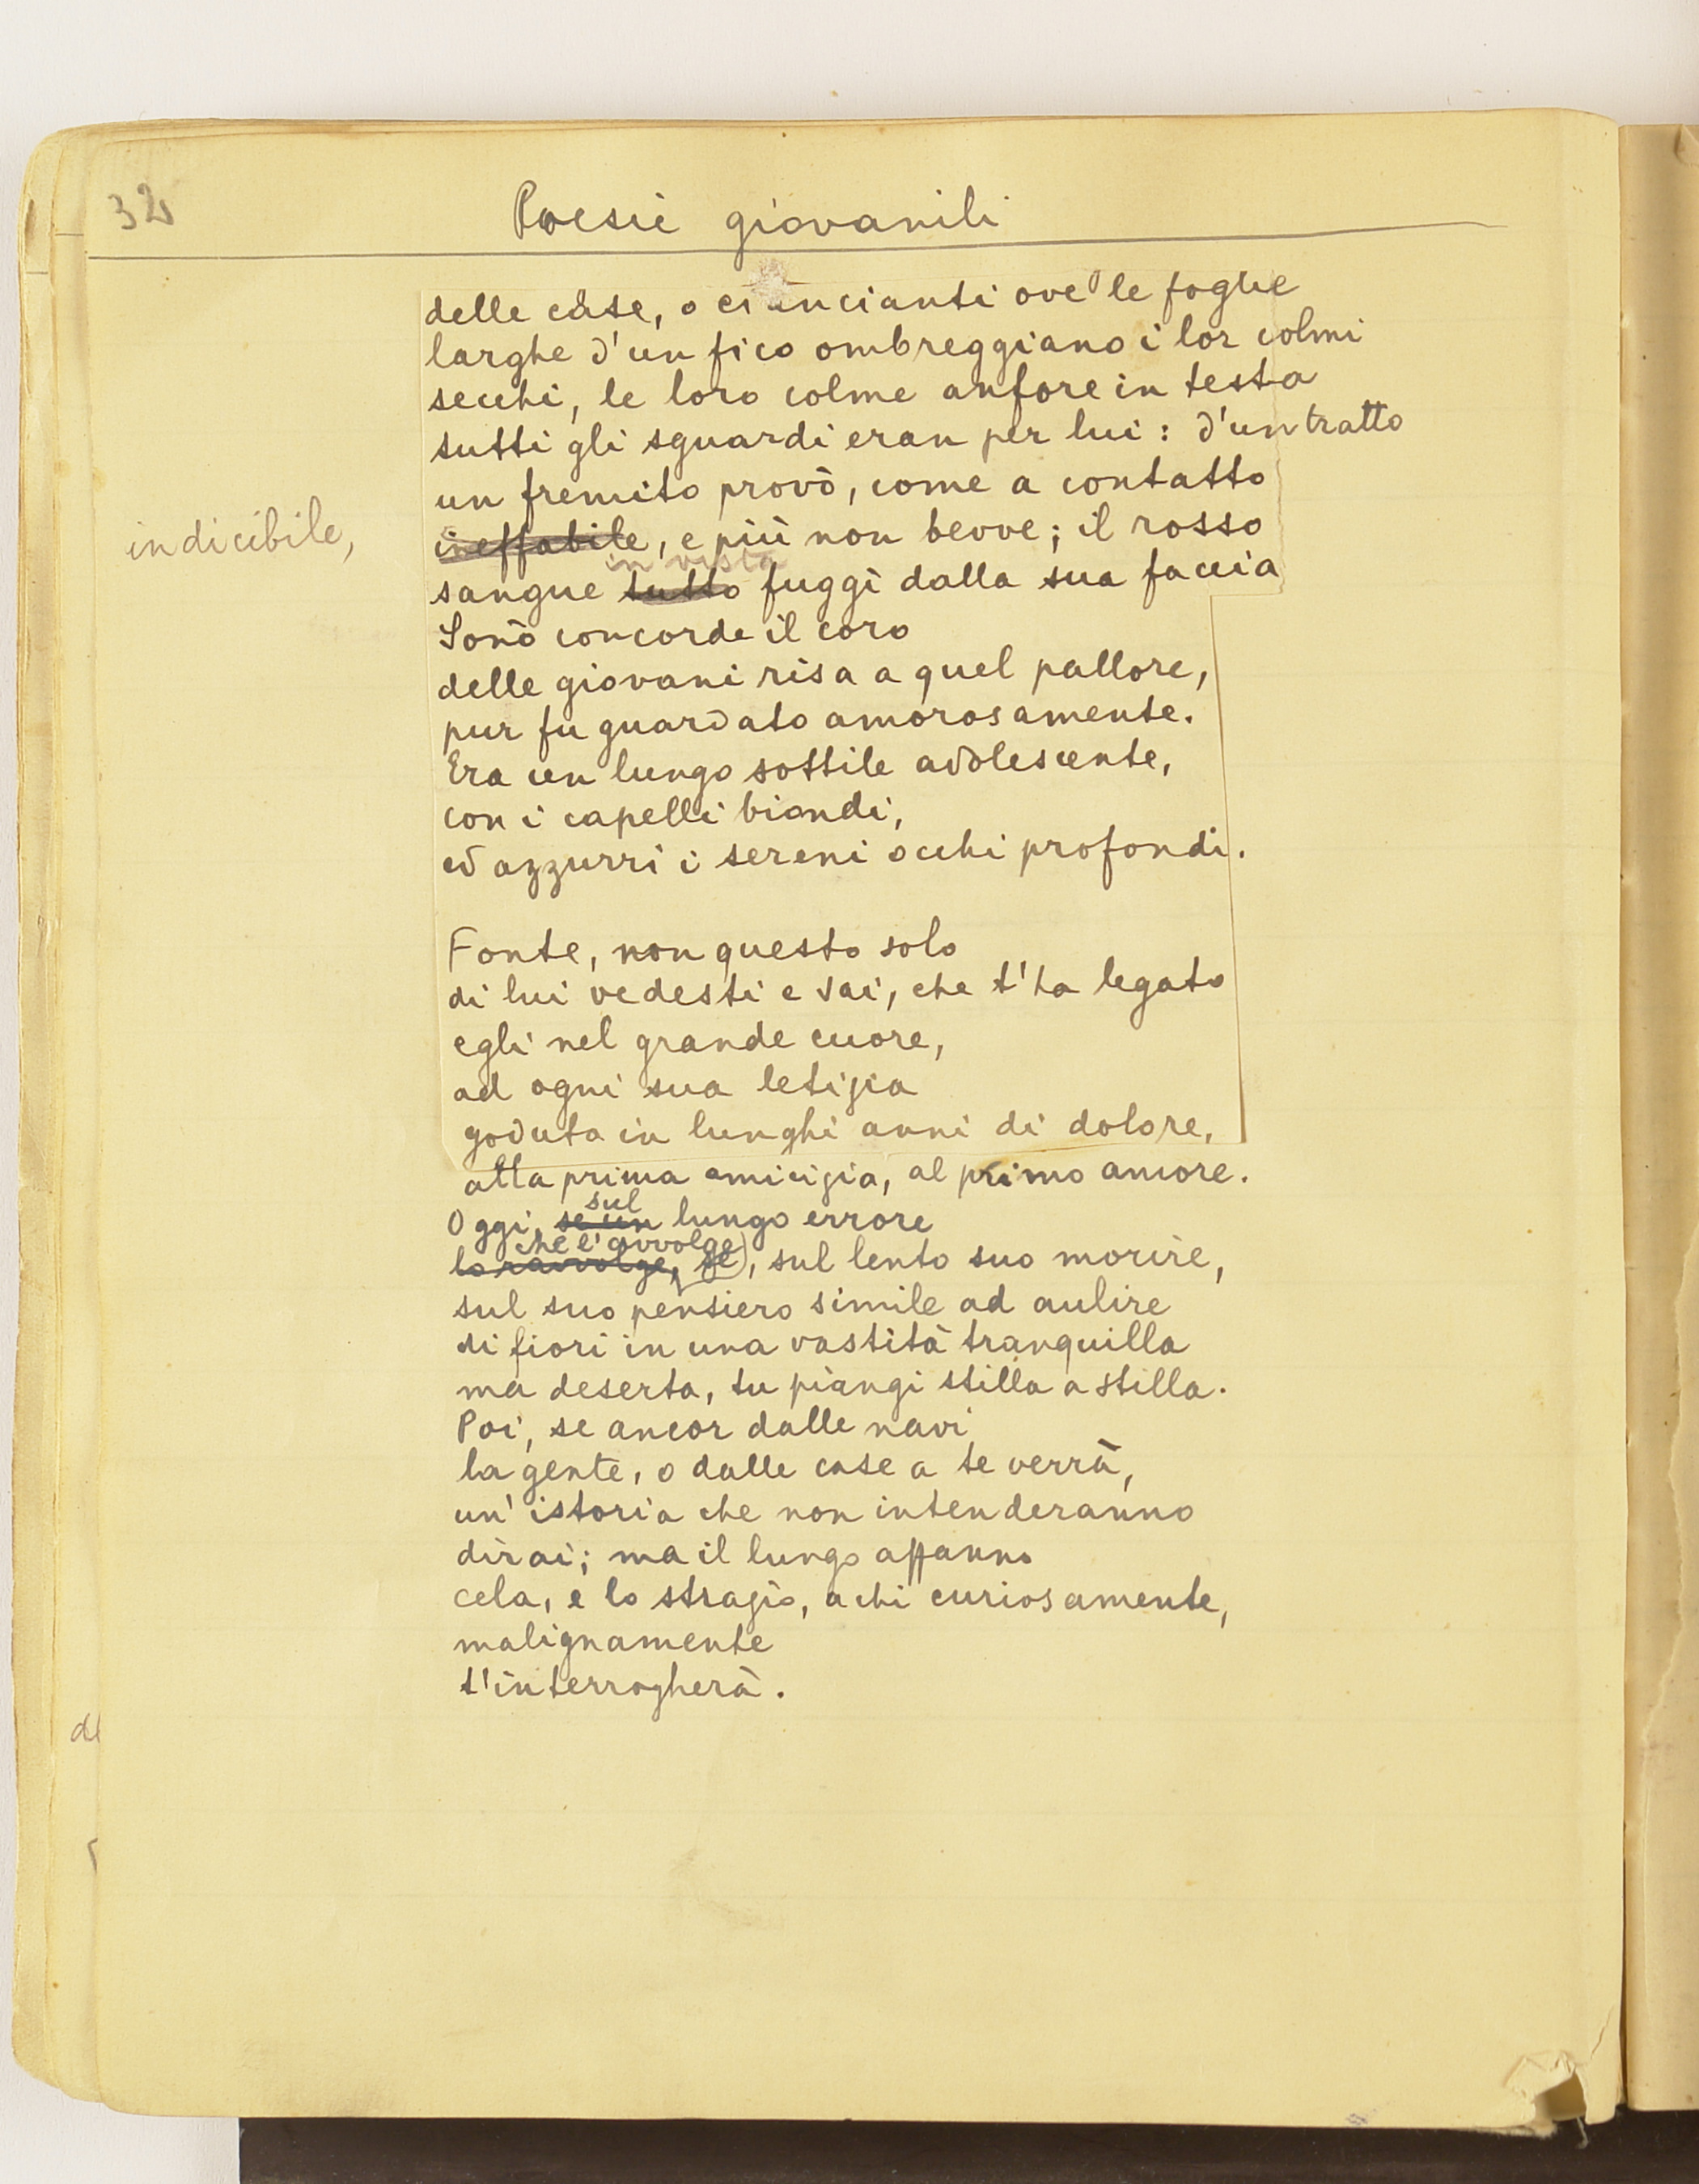 32
Poesie giovanili
delle case, o ciancianti ove le foglie
larghe d'un fico ombreggiano i lor colmi
secchi, le loro colme anfore in testa
tutti gli sguardi eran per lui: d'un tratto
un fremito provò, come a contatto
indicibile,
ineffabile, e più non bevve; il rosso
in vista
sangue tutto fuggì dalla sua faccia
Sonò concorde il coro
delle giovani risa a quel pallore,
pur fu guardato amorosamente.
Era un lungo sottile adolescente,
con i capelli biondi,
ed azzurri i sereni occhi profondi.
Fonte, non questo solo
di lui vedesti e sai, che t'ha legato
egli nel grande cuore,
ad ogni sua letizia
goduta in lunghi anni di dolore,
alla prima amicizia, al primo amore.
sul
Oggi, se un lungo errore
che l'avvolge
lo ravvolge, se, sul lento suo morire,
sul suo pensiero simile ad aulire
di fiori in una vastità tranquilla
ma deserta, tu piangi stilla a stilla.
Poi, se ancor dalle navi
la gente, o dalle case a te verrà,
un'istoria che non intenderanno
dirai; ma il lungo affanno
cela, e lo strazio, a chi curiosamente,
malignamente
t'interrogherà.